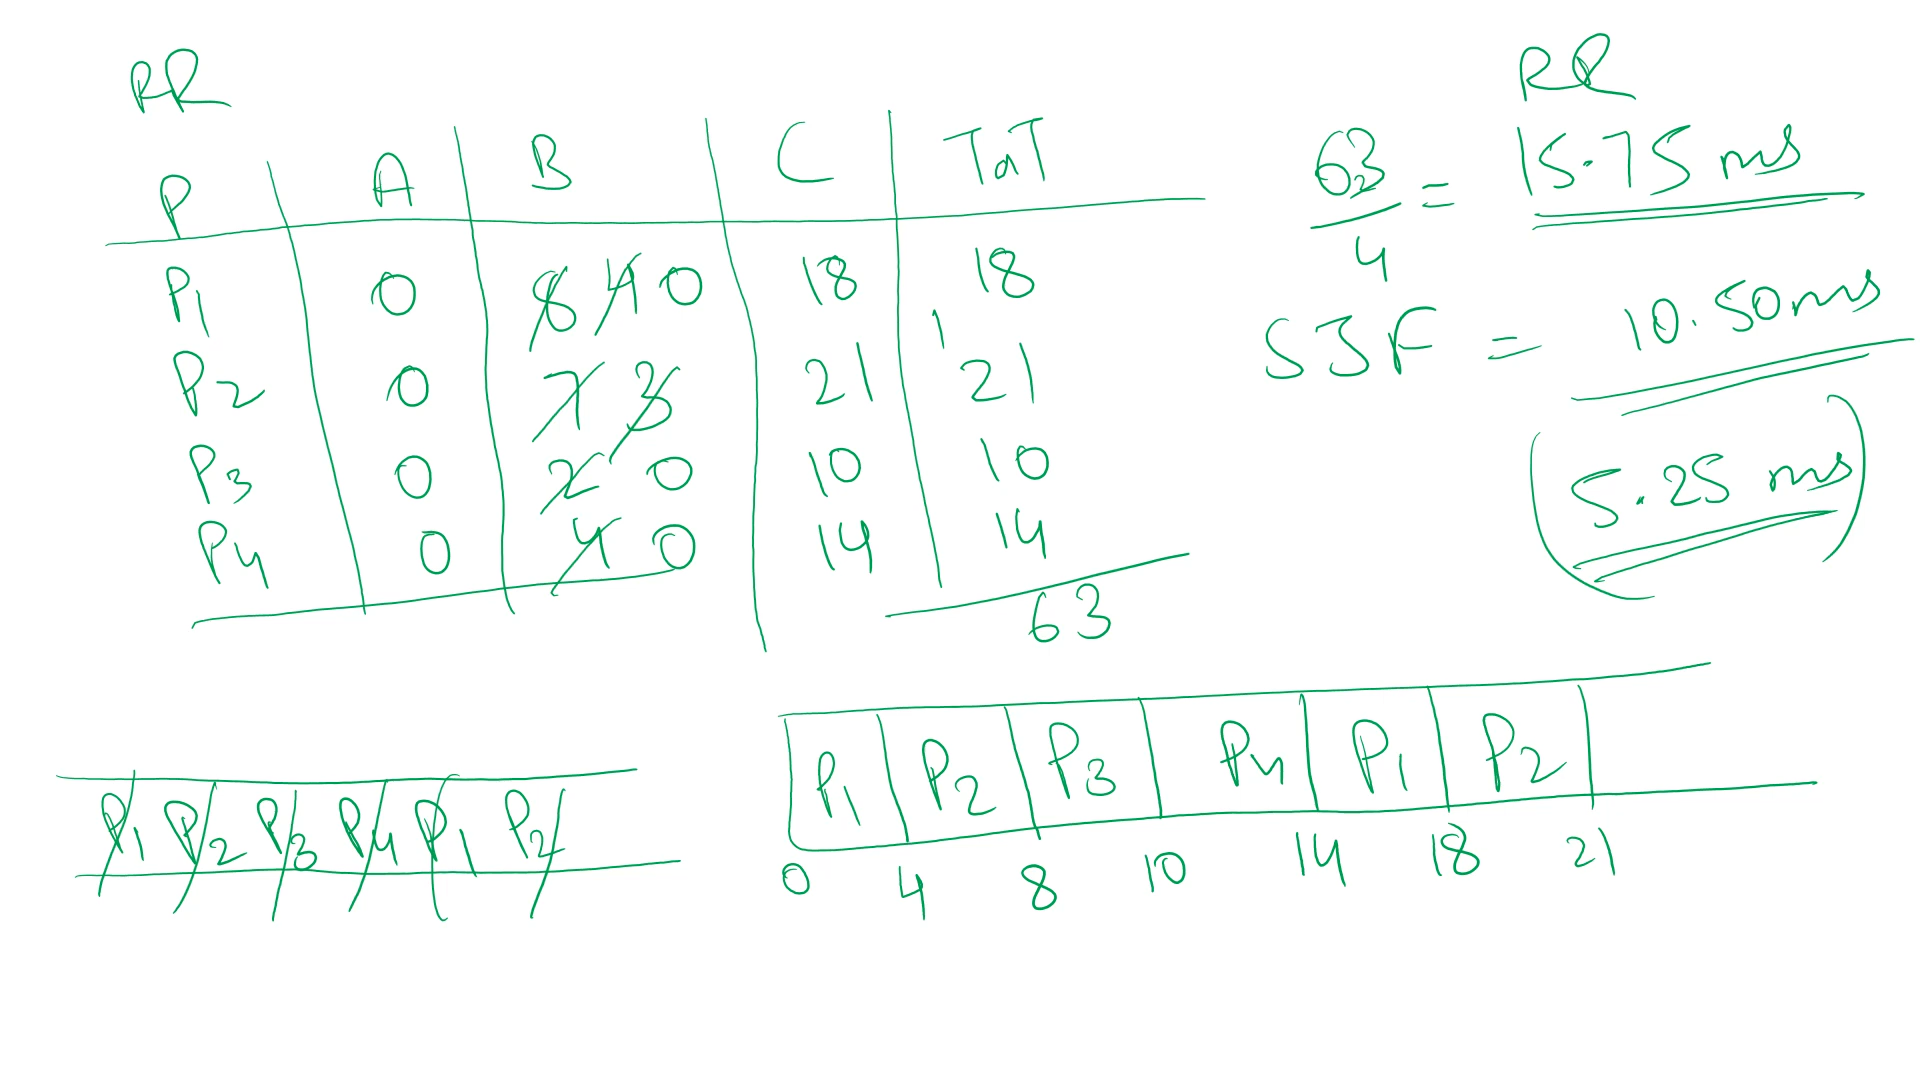 RR
P A B C TaT
P1 0 8 4 0 18 18
P2 0 7 3 21 21
P3 0 2 0 10 10
P4 0 4 0 14 14
63
RR
63/4 = 15.75 ms
SJF = 10.50ms
(5.25 ms)
P1 P2 P3 P4 P1 P2
P1 P2 P3 P4 P1 P2
0 4 8 10 14 18 21